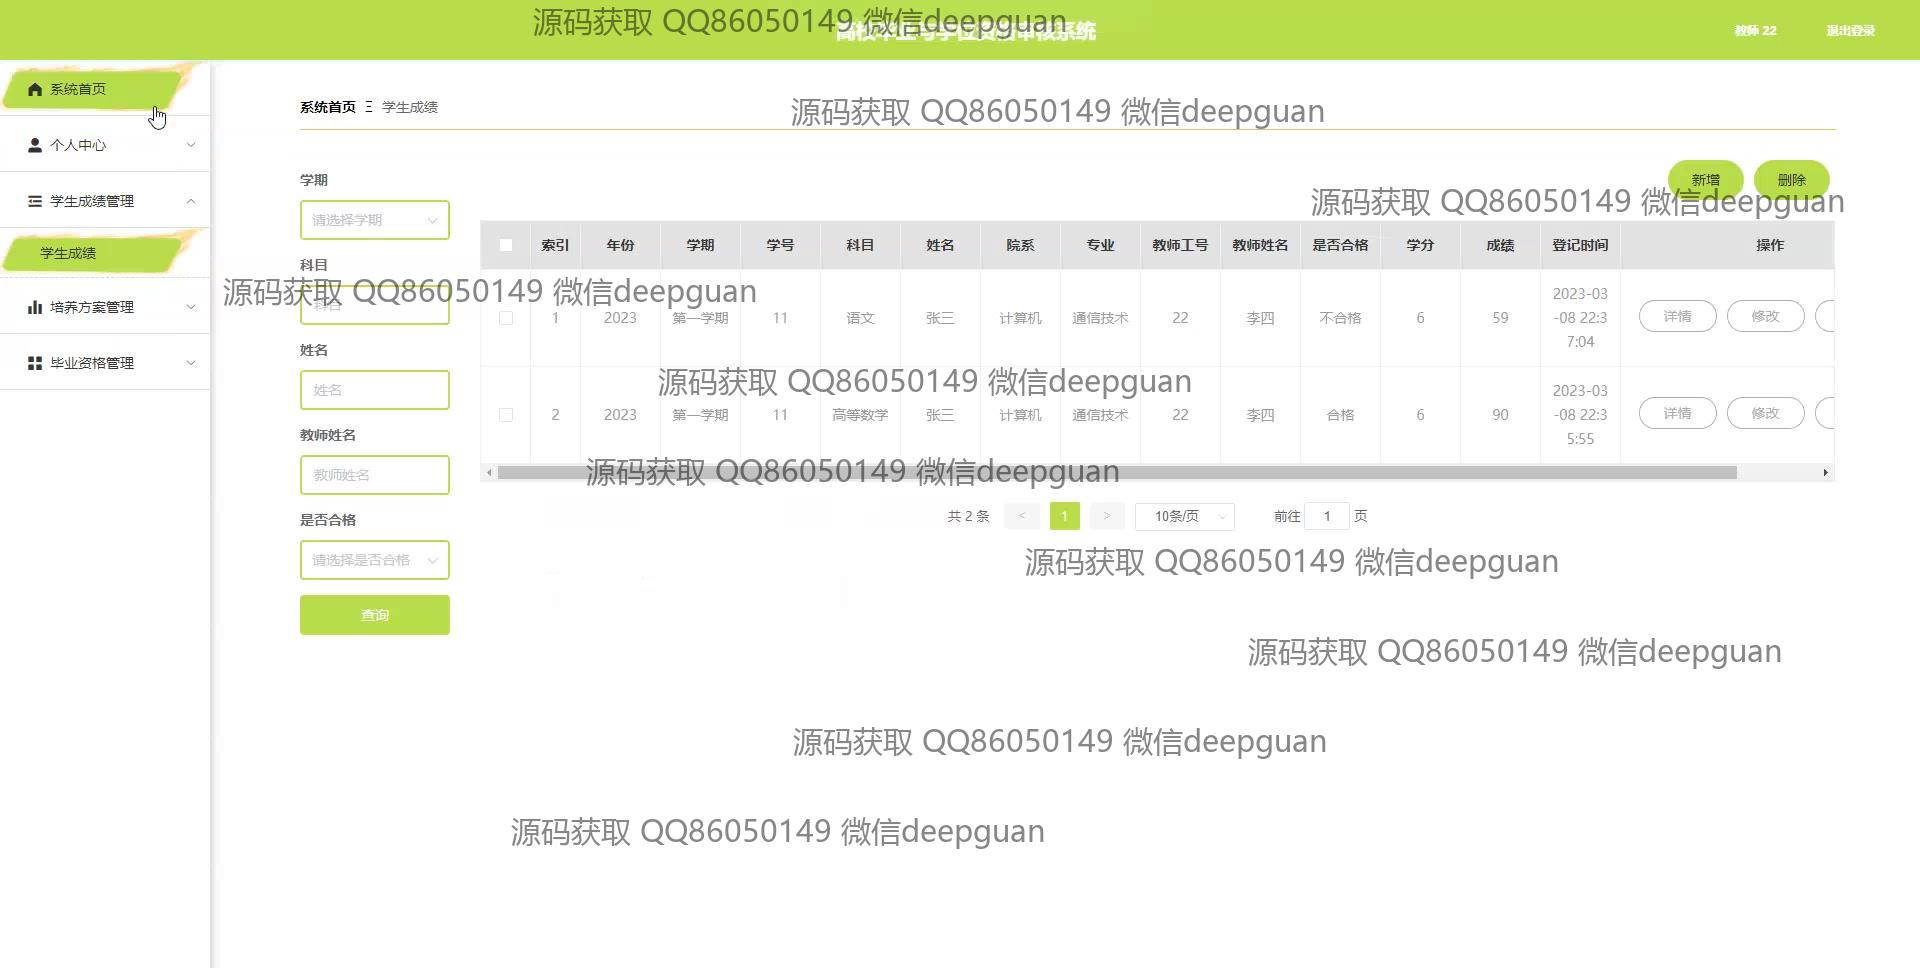 源码获取 QQ86050149 微信deepguan
高校毕业与学位资格审核系统
教师 22
退出登录
系统首页
个人中心
学生成绩管理
学生成绩
培养方案管理
毕业资格管理
系统首页 Ξ 学生成绩
源码获取 QQ86050149 微信deepguan
新增
删除
源码获取 QQ86050149 微信deepguan
学期
请选择学期
科目
科目
姓名
姓名
教师姓名
教师姓名
是否合格
请选择是否合格
查询
索引 年份 学期 学号 科目 姓名 院系 专业 教师工号 教师姓名 是否合格 学分 成绩 登记时间 操作
源码获取 QQ86050149 微信deepguan
1 2023 第一学期 11 语文 张三 计算机 通信技术 22 李四 不合格 6 59 2023-03
-08 22:3
7:04
详情 修改
源码获取 QQ86050149 微信deepguan
2 2023 第一学期 11 高等数学 张三 计算机 通信技术 22 李四 合格 6 90 2023-03
-08 22:3
5:55
详情 修改
源码获取 QQ86050149 微信deepguan
共 2 条 < 1 > 10条/页 前往 1 页
源码获取 QQ86050149 微信deepguan
源码获取 QQ86050149 微信deepguan
源码获取 QQ86050149 微信deepguan
源码获取 QQ86050149 微信deepguan